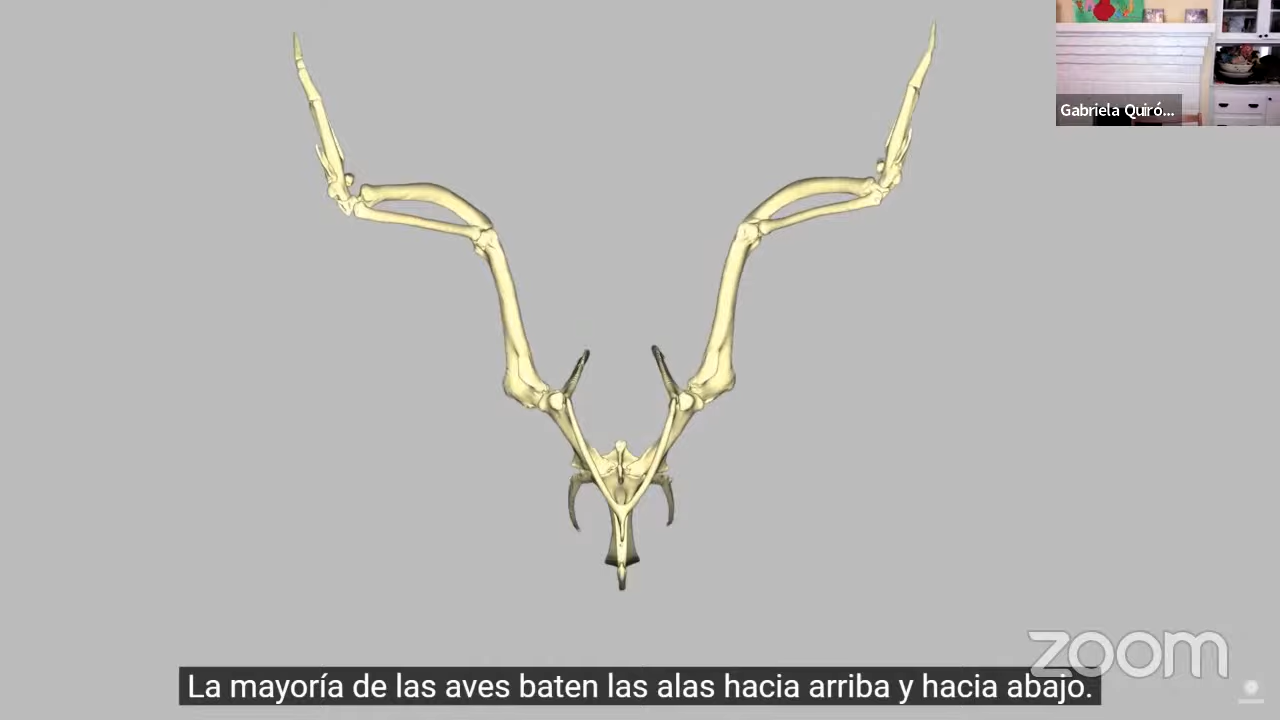 Gabriela Quiró...
zoom
La mayoría de las aves baten las alas hacia arriba y hacia abajo.